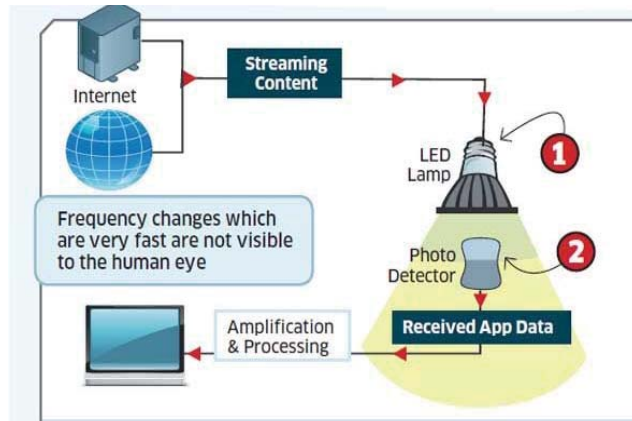 Internet
Streaming
Content
LED
Lamp
1
Frequency changes which
are very fast are not visible
to the human eye
Photo
Detector
2
Amplification
& Processing
Received App Data